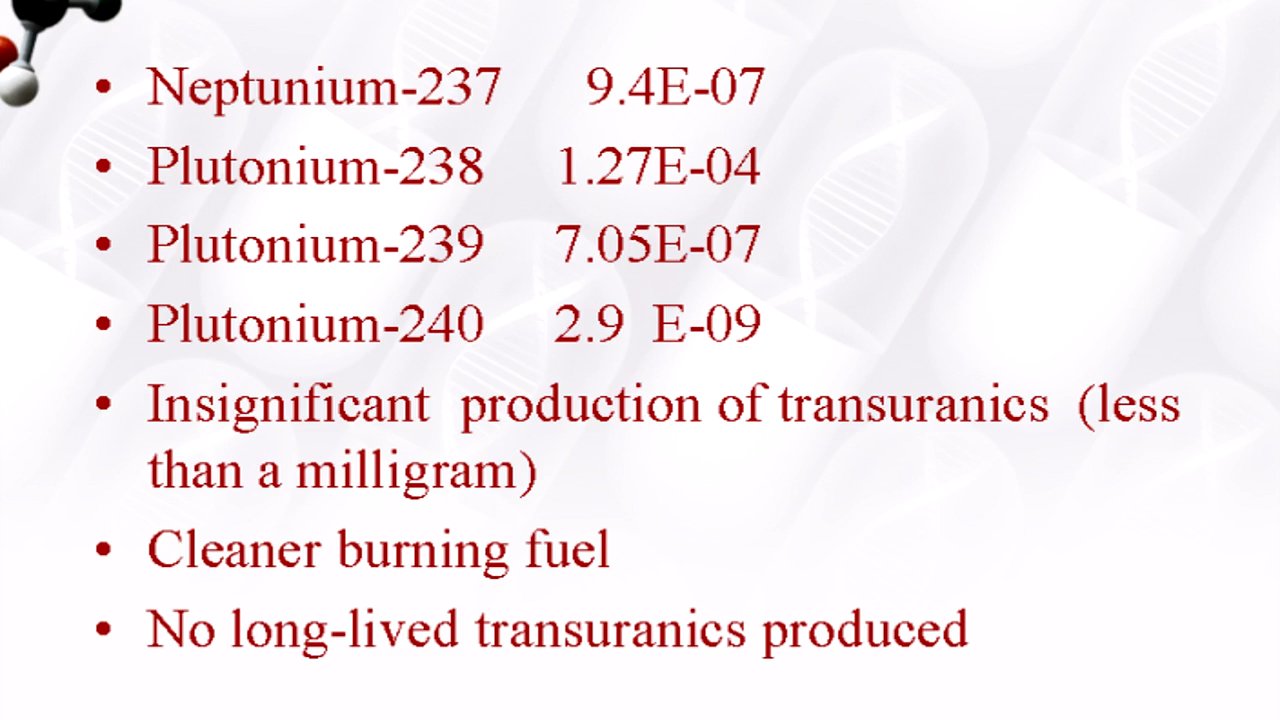 • Neptunium-237 9.4E-07
• Plutonium-238 1.27E-04
• Plutonium-239 7.05E-07
• Plutonium-240 2.9 E-09
• Insignificant production of transuranics (less
than a milligram)
• Cleaner burning fuel
• No long-lived transuranics produced